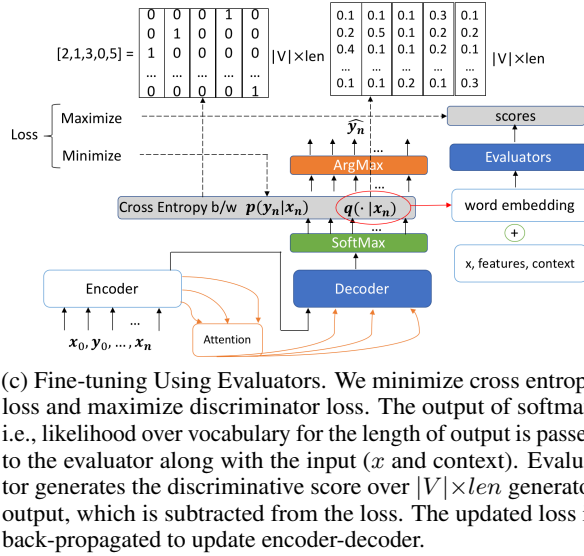 [2,1,3,0,5] =
0 0 0 1 0
0 1 0 0 0
1 0 0 0 0
... ... ... ... ...
0 0 0 0 1
|V|×len
0.1 0.1 0.1 0.3 0.1
0.2 0.5 0.1 0.2 0.1
0.4 0.1 0.2 0.2 0.1
... ... ... ... ...
0.1 0.1 0.2 0.1 0.3
|V|×len
Loss
Maximize
Minimize
scores
Evaluators
ŷₙ
...
ArgMax
...
Cross Entropy b/w p(yₙ|xₙ) q(· |xₙ)
word embedding
...
SoftMax
+
x, features, context
Encoder
Decoder
...
x₀, y₀, ..., xₙ
Attention
(c) Fine-tuning Using Evaluators. We minimize cross entrop
loss and maximize discriminator loss. The output of softma
i.e., likelihood over vocabulary for the length of output is passe
to the evaluator along with the input (x and context). Evalu
tor generates the discriminative score over |V|×len generato
output, which is subtracted from the loss. The updated loss i
back-propagated to update encoder-decoder.